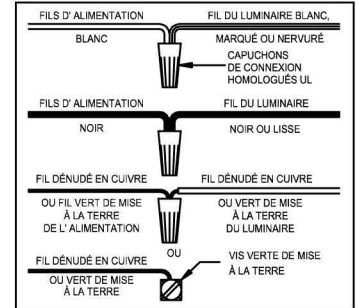 FILS D' ALIMENTATION
BLANC
FIL DU LUMINAIRE BLANC,
MARQUÉ OU NERVURÉ
CAPUCHONS
DE CONNEXION
HOMOLOGUÉS UL
FILS D' ALIMENTATION
NOIR
FIL DU LUMINAIRE
NOIR OU LISSE
FIL DÉNUDÉ EN CUIVRE
OU FIL VERT DE MISE
À LA TERRE
DE L' ALIMENTATION
FIL DÉNUDÉ EN CUIVRE
OU VERT DE MISE
À LA TERRE
DU LUMINAIRE
OU
FIL DÉNUDÉ EN CUIVRE
OU VERT DE MISE
À LA TERRE
VIS VERTE DE MISE
À LA TERRE